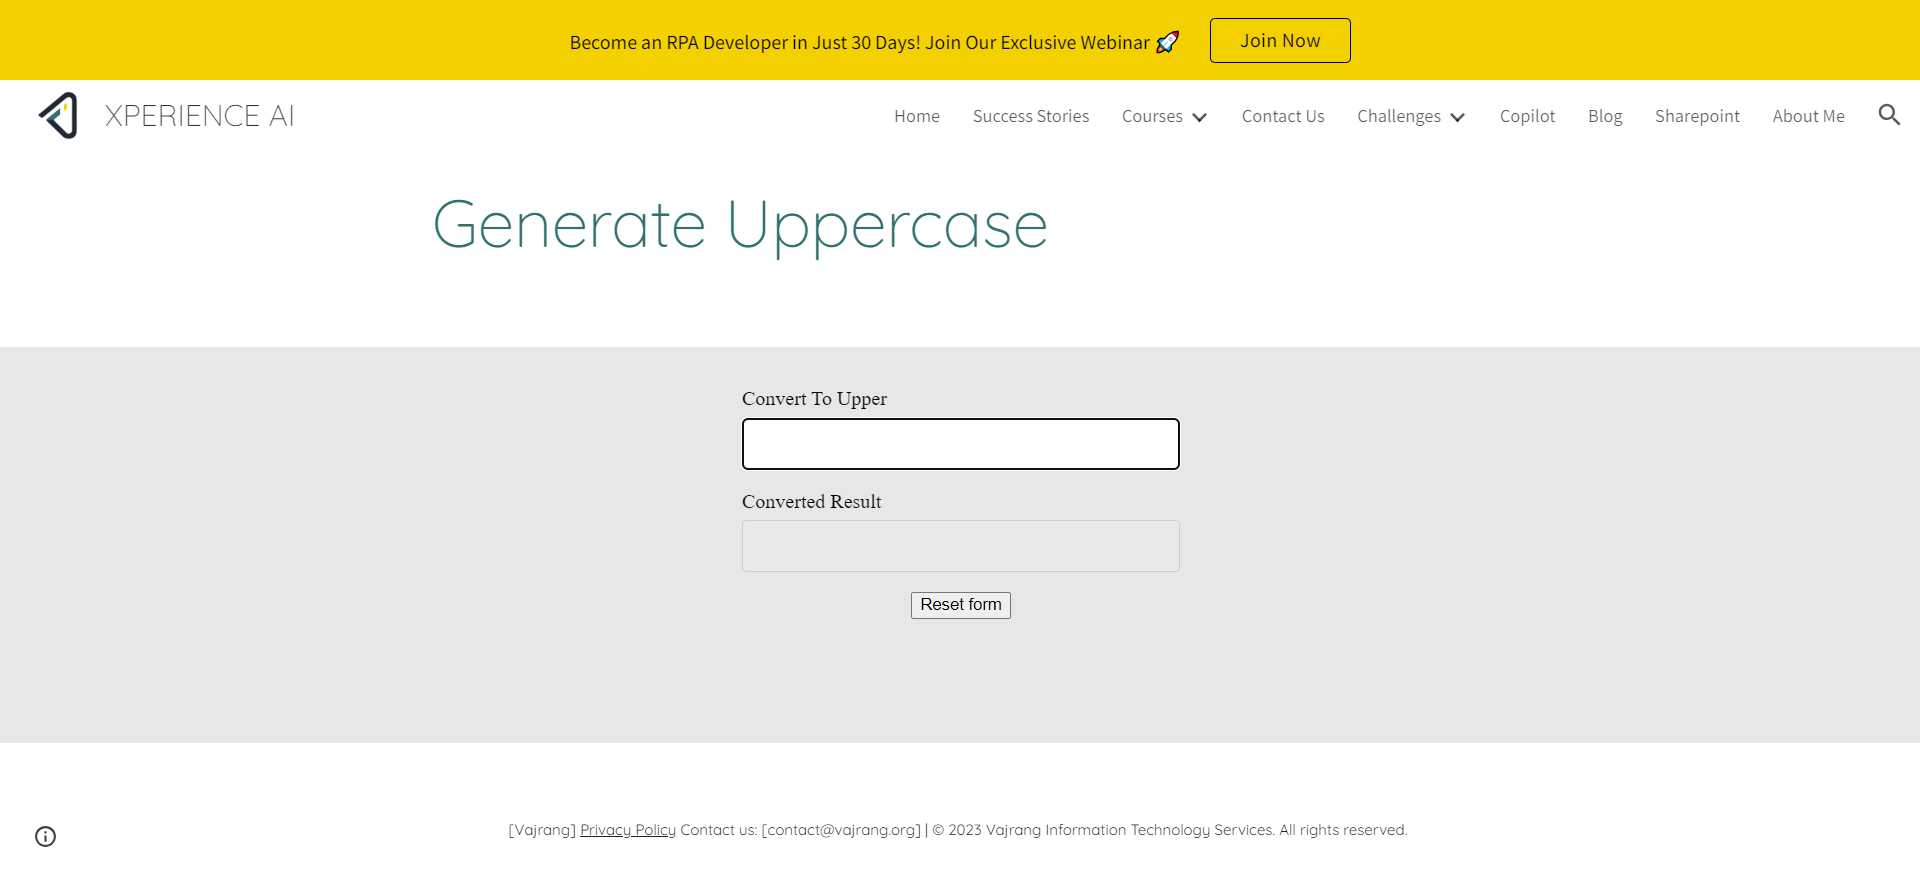 Become an RPA Developer in Just 30 Days! Join Our Exclusive Webinar 🚀 Join Now
XPERIENCE AI Home Success Stories Courses Contact Us Challenges Copilot Blog Sharepoint About Me
Generate Uppercase
Convert To Upper
Converted Result
Reset form
[Vajrang] Privacy Policy Contact us: [contact@vajrang.org] | © 2023 Vajrang Information Technology Services. All rights reserved.